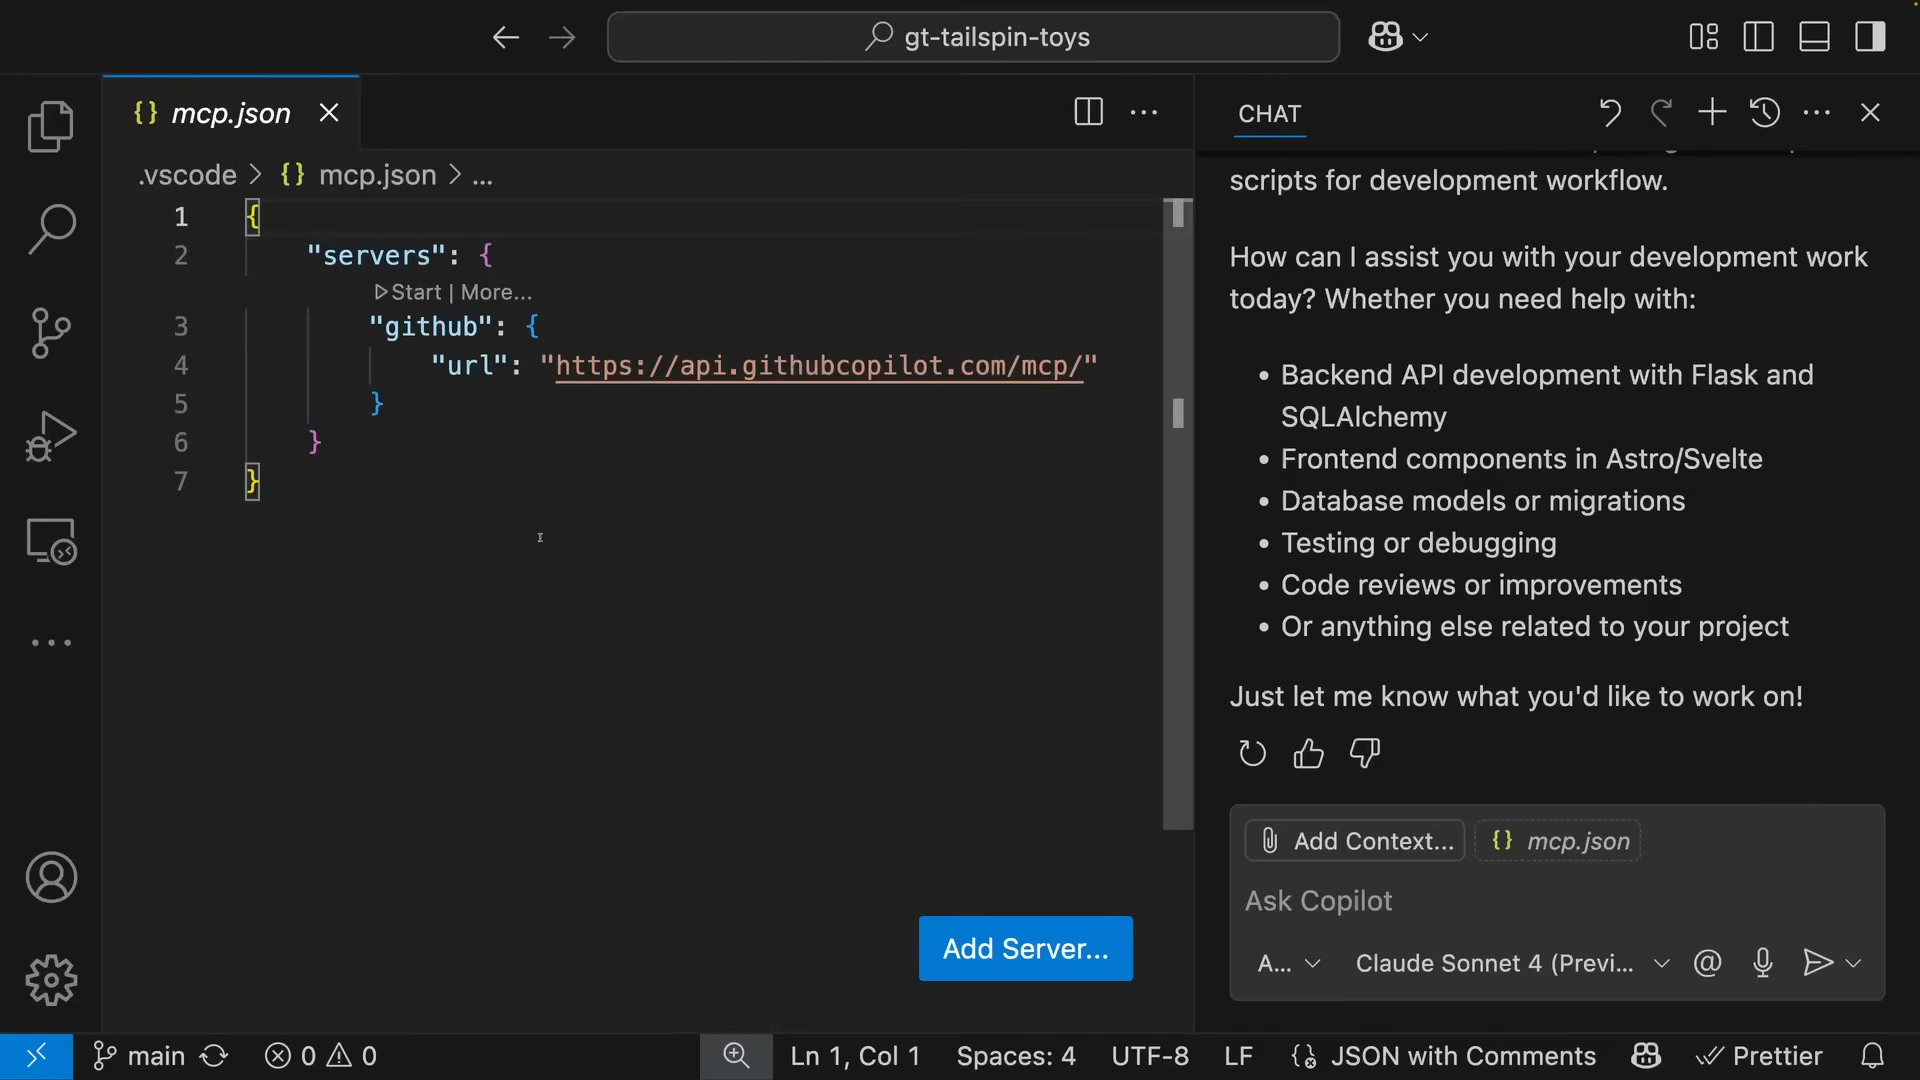 gt-tailspin-toys
{} mcp.json
.vscode > {} mcp.json > ...
1 {
2 "servers": {
Start | More...
3 "github": {
4 "url": "https://api.githubcopilot.com/mcp/"
5 }
6 }
7 }
Add Server...
CHAT
scripts for development workflow.
How can I assist you with your development work
today? Whether you need help with:
• Backend API development with Flask and
SQLAlchemy
• Frontend components in Astro/Svelte
• Database models or migrations
• Testing or debugging
• Code reviews or improvements
• Or anything else related to your project
Just let me know what you'd like to work on!
Add Context... {} mcp.json
Ask Copilot
A... Claude Sonnet 4 (Previ... @
main 0 0 Ln 1, Col 1 Spaces: 4 UTF-8 LF JSON with Comments Prettier